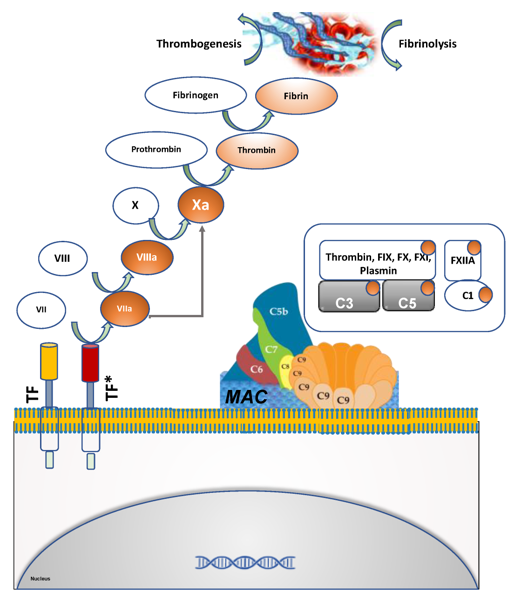 Thrombogenesis
Fibrinolysis
Fibrinogen
Fibrin
Prothrombin
Thrombin
X
Xa
VIII
VIIIa
VII
VIIa
Thrombin, FIX, FX, FXI,
Plasmin
FXIIA
C3
C5
C1
TF
TF*
C5b
C7
C6
C8
C9
C9
C9
C9
C9
MAC
Nucleus